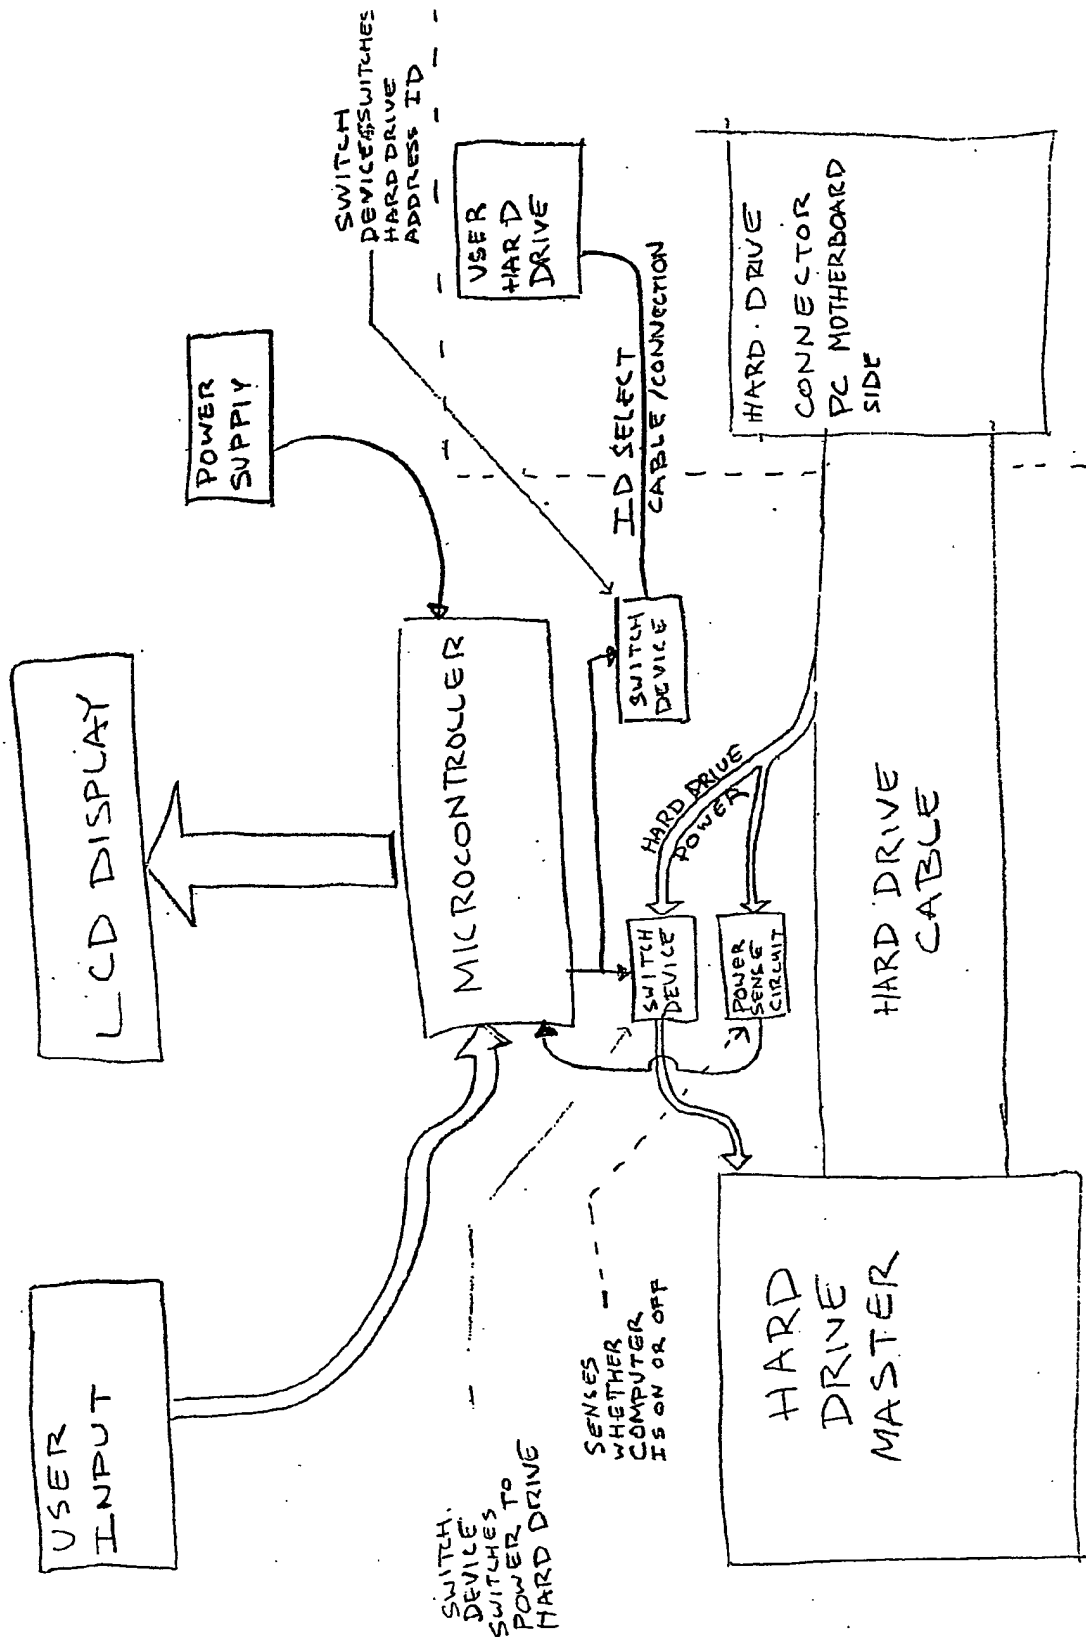 USER
INPUT
LCD DISPLAY
POWER
SUPPLY
SWITCH
DEVICE SWITCHES
HARD DRIVE
ADDRESS ID
MICROCONTROLLER
USER
HARD
DRIVE
SWITCH
DEVICE
SWITCHES
POWER TO
HARD DRIVE
SENSES
WHETHER
COMPUTER
IS ON OR OFF
SWITCH
DEVICE
POWER
SENSE
CIRCUIT
HARD DRIVE
POWER
SWITCH
DEVICE
ID SELECT
CABLE/CONNECTION
HARD
DRIVE
MASTER
HARD DRIVE
CABLE
HARD·DRIVE
CONNECTOR
PC MOTHERBOARD
SIDE